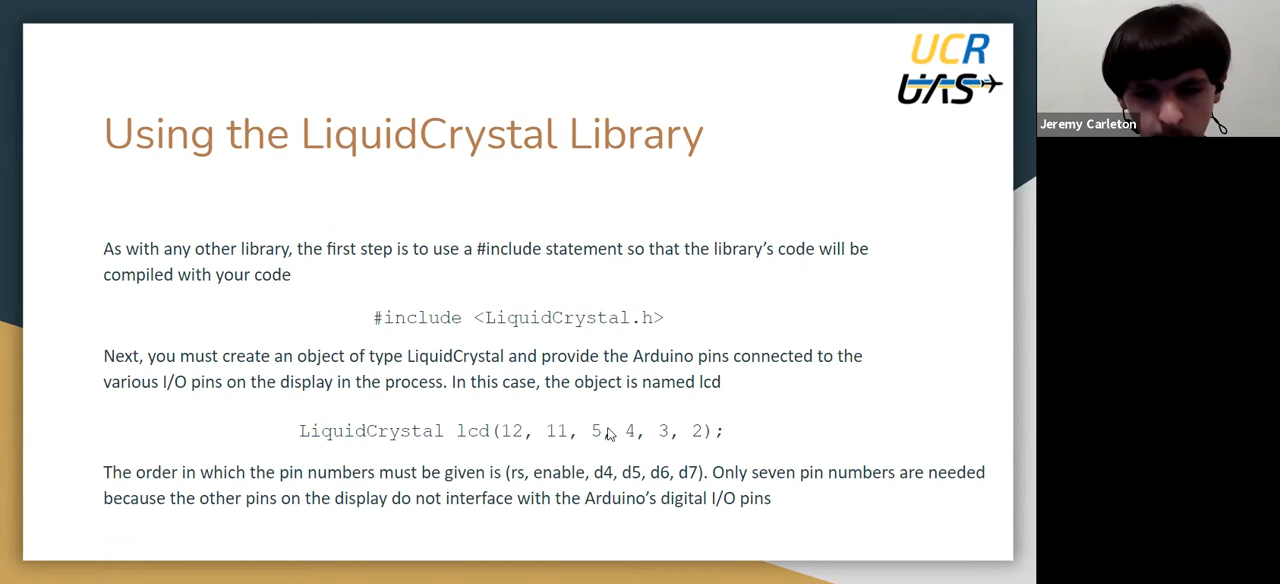 UCR
UAS
Jeremy Carleton
Using the LiquidCrystal Library
As with any other library, the first step is to use a #include statement so that the library's code will be
compiled with your code
#include <LiquidCrystal.h>
Next, you must create an object of type LiquidCrystal and provide the Arduino pins connected to the
various I/O pins on the display in the process. In this case, the object is named lcd
LiquidCrystal lcd(12, 11, 5, 4, 3, 2);
The order in which the pin numbers must be given is (rs, enable, d4, d5, d6, d7). Only seven pin numbers are needed
because the other pins on the display do not interface with the Arduino's digital I/O pins